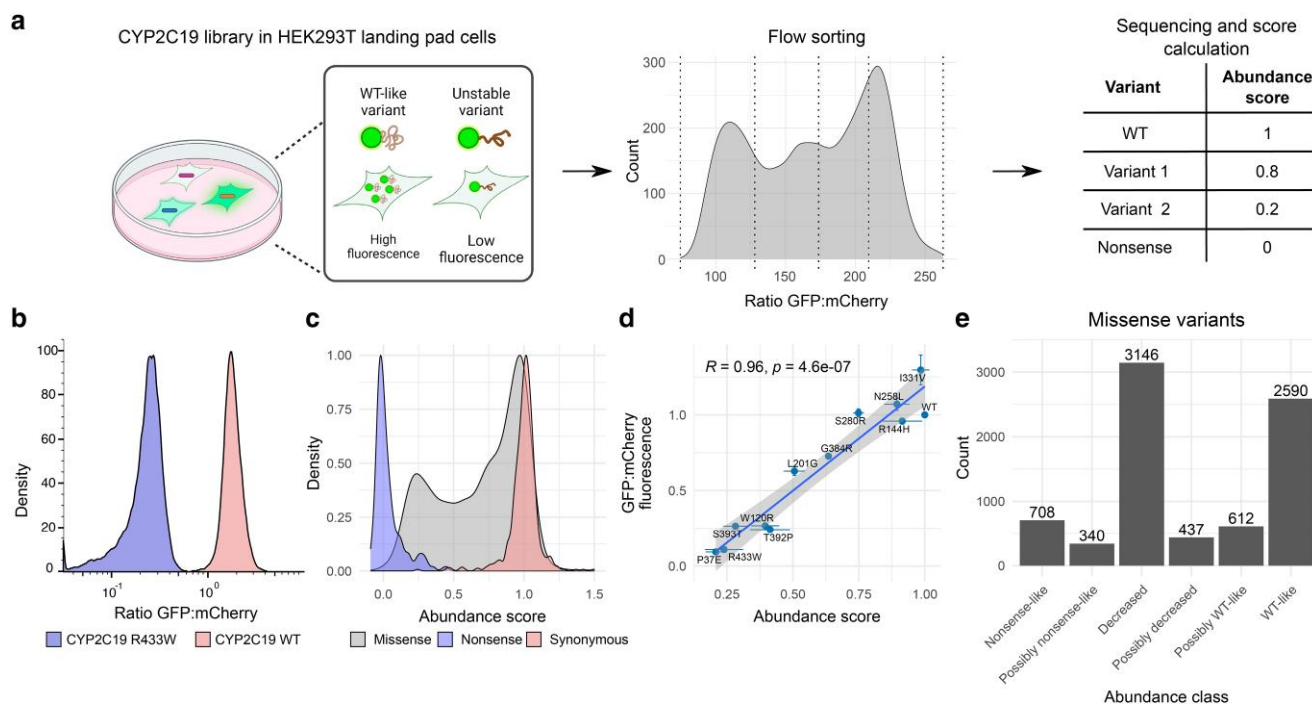 a
CYP2C19 library in HEK293T landing pad cells
WT-like
variant
Unstable
variant
High
fluorescence
Low
fluorescence
Flow sorting
300
200
100
0
Count
100 150 200 250
Ratio GFP:mCherry
Sequencing and score
calculation
Variant Abundance
score
WT 1
Variant 1 0.8
Variant 2 0.2
Nonsense 0
b
100
80
60
40
20
0
Density
10-1 100
Ratio GFP:mCherry
CYP2C19 R433W CYP2C19 WT
c
1.00
0.75
0.50
0.25
0.00
Density
0.0 0.5 1.0 1.5
Abundance score
Missense Nonsense Synonymous
d
R = 0.96, p = 4.6e-07
I331V
N258L
WT
S280R
R144H
G384R
L201G
W120R
S393T
T392P
P37E
R433W
1.0
0.5
0.0
GFP:mCherry
fluorescence
0.25 0.50 0.75 1.00
Abundance score
e
Missense variants
3146
2590
708
340
437
612
3000
2000
1000
0
Count
Nonsense-like
Possibly nonsense-like
Decreased
Possibly decreased
Possibly WT-like
WT-like
Abundance class